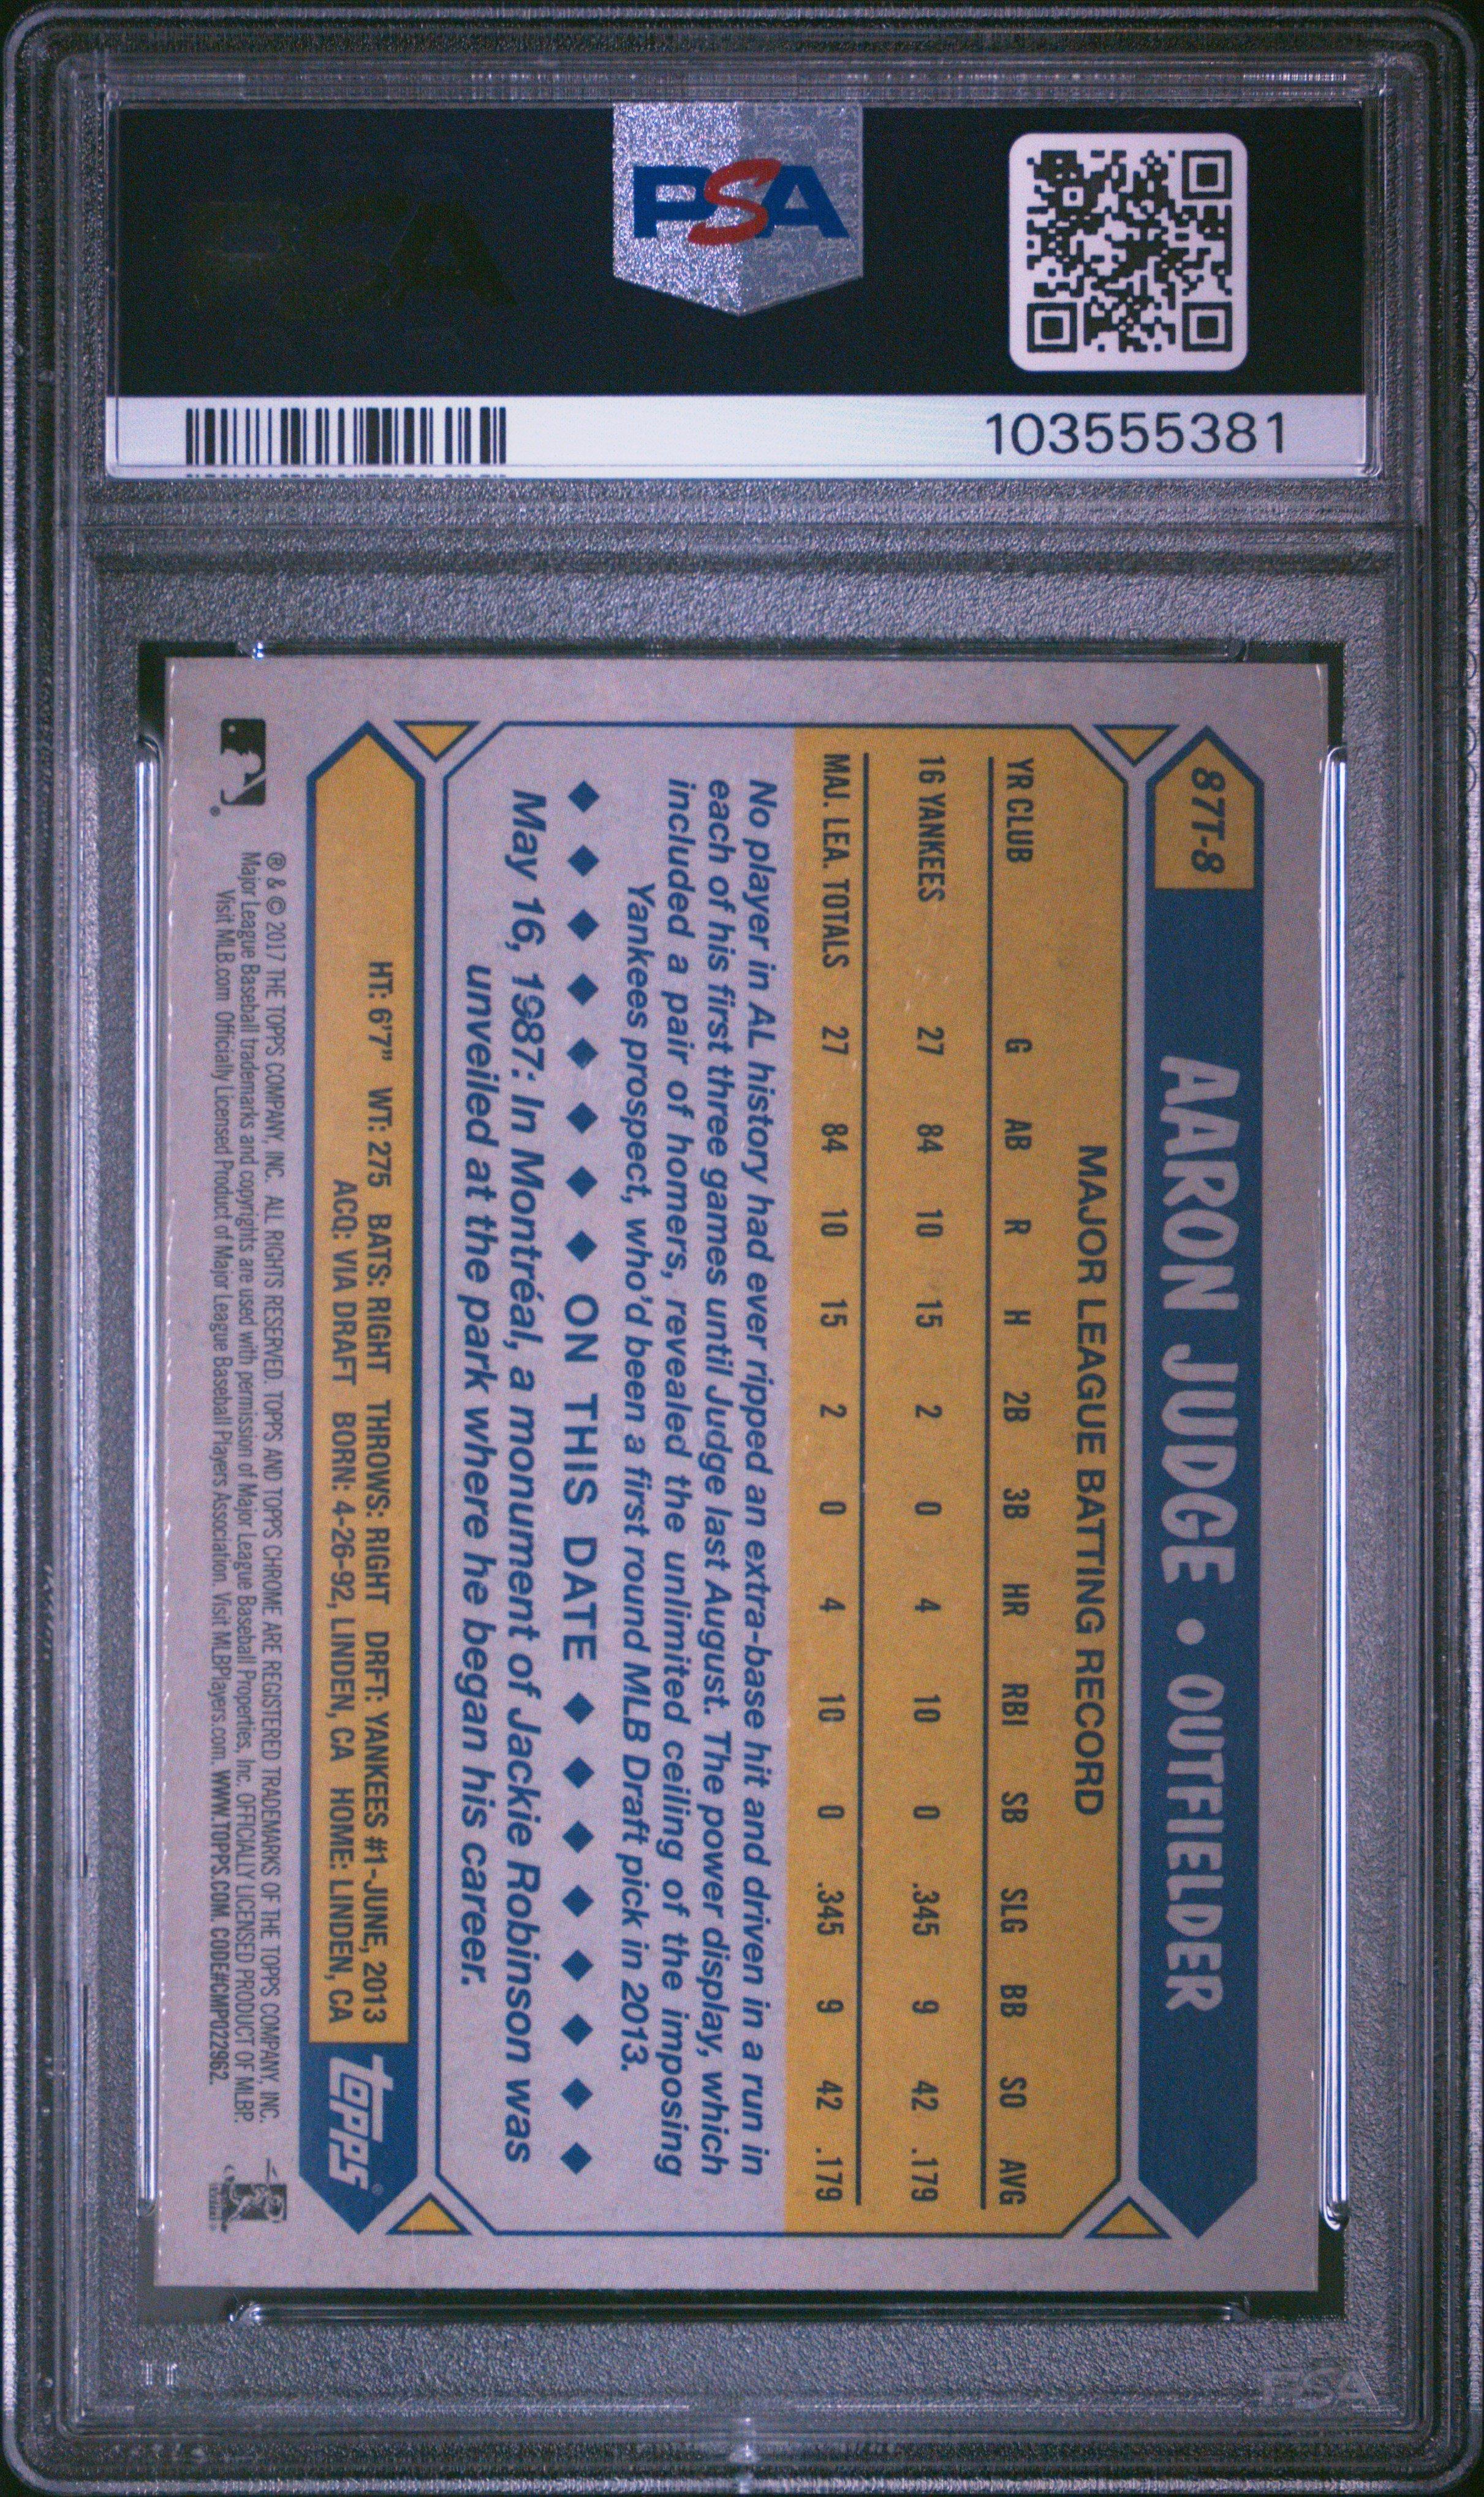 PSA
103555381
87T-8
AARON JUDGE • OUTFIELDER
MAJOR LEAGUE BATTING RECORD
YR CLUB G AB R H 2B 3B HR RBI SB SLG BB SO AVG
16 YANKEES 27 84 10 15 2 0 4 10 0 .345 9 42 .179
MAJ. LEA. TOTALS 27 84 10 15 2 0 4 10 0 .345 9 42 .179
No player in AL history had ever ripped an extra-base hit and driven in a run in
each of his first three games until Judge last August. The power display, which
included a pair of homers, revealed the unlimited ceiling of the imposing
Yankees prospect, who'd been a first round MLB Draft pick in 2013.
◆ ◆ ◆ ◆ ◆ ◆ ◆ ◆ ON THIS DATE ◆ ◆ ◆ ◆ ◆ ◆ ◆ ◆
May 16, 1987: In Montréal, a monument of Jackie Robinson was
unveiled at the park where he began his career.
HT: 6'7" WT: 275 BATS: RIGHT THROWS: RIGHT DRFT: YANKEES #1-JUNE, 2013
ACQ: VIA DRAFT BORN: 4-26-92, LINDEN, CA HOME: LINDEN, CA
topps®
® & © 2017 THE TOPPS COMPANY, INC. ALL RIGHTS RESERVED. TOPPS AND TOPPS CHROME ARE REGISTERED TRADEMARKS OF THE TOPPS COMPANY, INC.
Major League Baseball trademarks and copyrights are used with permission of Major League Baseball Properties, Inc. OFFICIALLY LICENSED PRODUCT OF MLBP.
Visit MLB.com Officially Licensed Product of Major League Baseball Players Association. Visit MLBPlayers.com. WWW.TOPPS.COM. CODE#CMP022962.
PSA